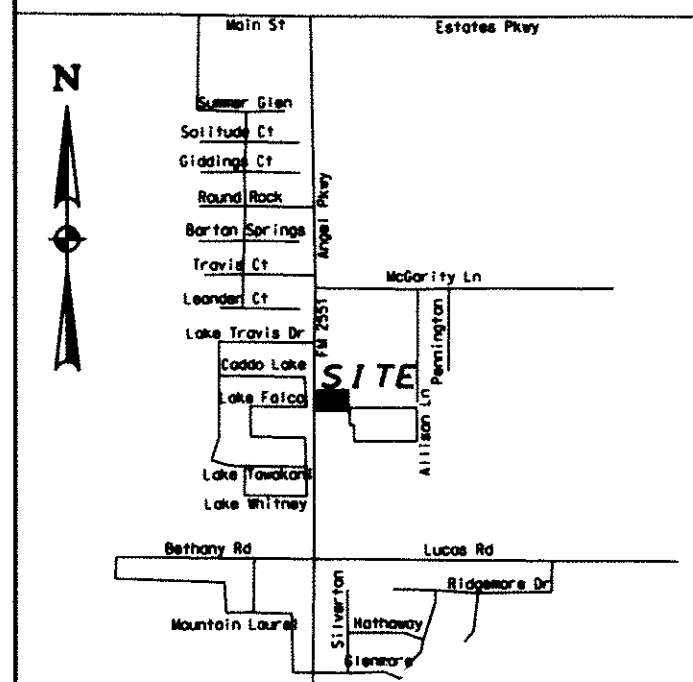 Main St
Estates Pkwy
N
Summer Glen
Solitude Ct
Giddings Ct
Round Rock
Angel Pkwy
Barton Springs
Travis Ct
McGarity Ln
Leander Ct
FM 2551
Pennington
Lake Travis Dr
Caddo Lake
SITE
Lake Falco
Allison Ln
Lake Tawakani
Lake Whitney
Bethany Rd
Lucas Rd
Ridgemore Dr
Silverton
Mountain Laurel
Hathaway
Glenmore